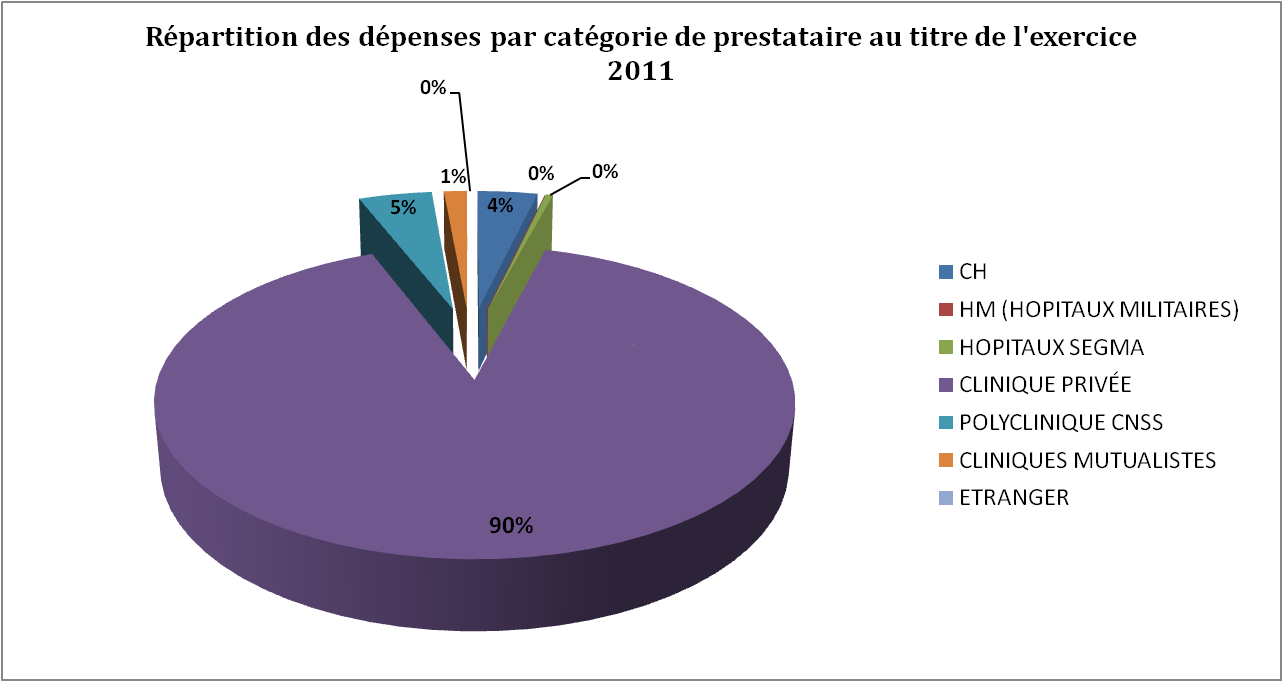 Répartition des dépenses par catégorie de prestataire au titre de l'exercice
2011
0%
1%
0%
0%
5%
4%
90%
CH
HM (HOPITAUX MILITAIRES)
HOPITAUX SEGMA
CLINIQUE PRIVÉE
POLYCLINIQUE CNSS
CLINIQUES MUTUALISTES
ETRANGER